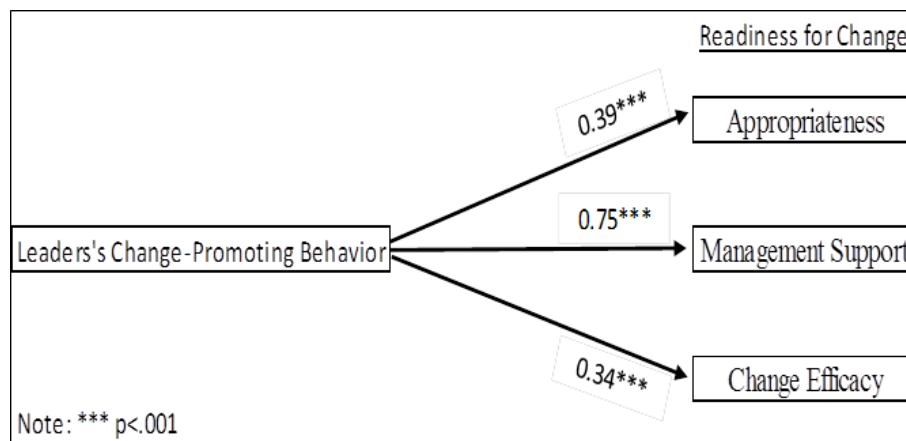 Readiness for Change
0.39***
Appropriateness
0.75***
Leaders's Change-Promoting Behavior
Management Support
0.34***
Change Efficacy
Note: *** p<.001